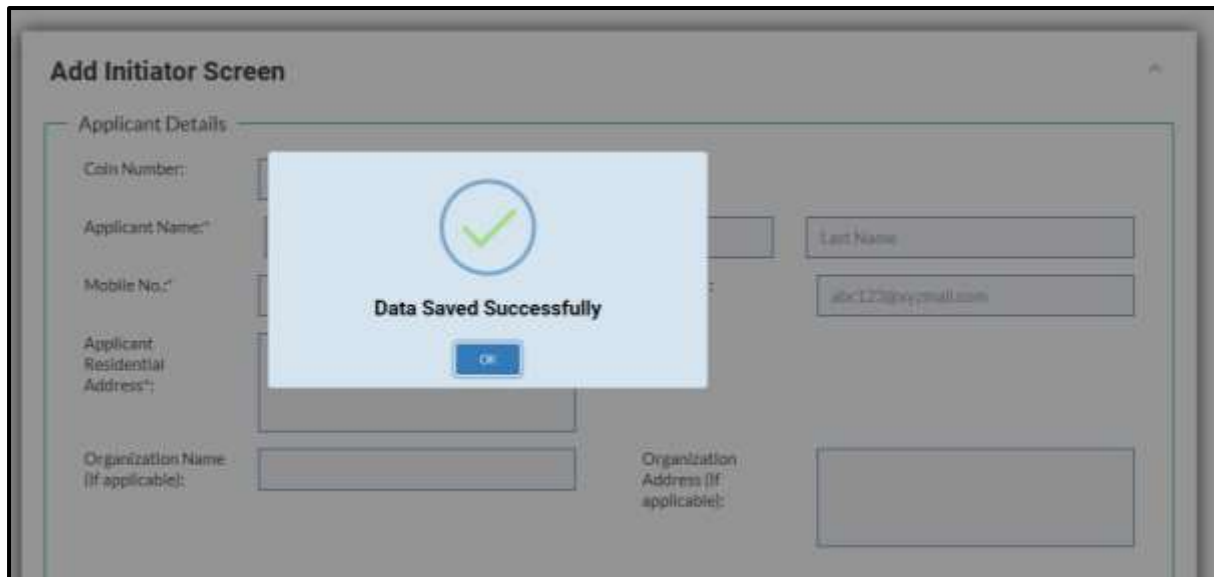 Add Initiator Screen
Applicant Details
Coin Number:
Applicant Name:*
Last Name
Mobile No.:*
:
Data Saved Successfully
OK
Applicant
Residential
Address*:
Organization Name
(If applicable):
Organization
Address (If
applicable):